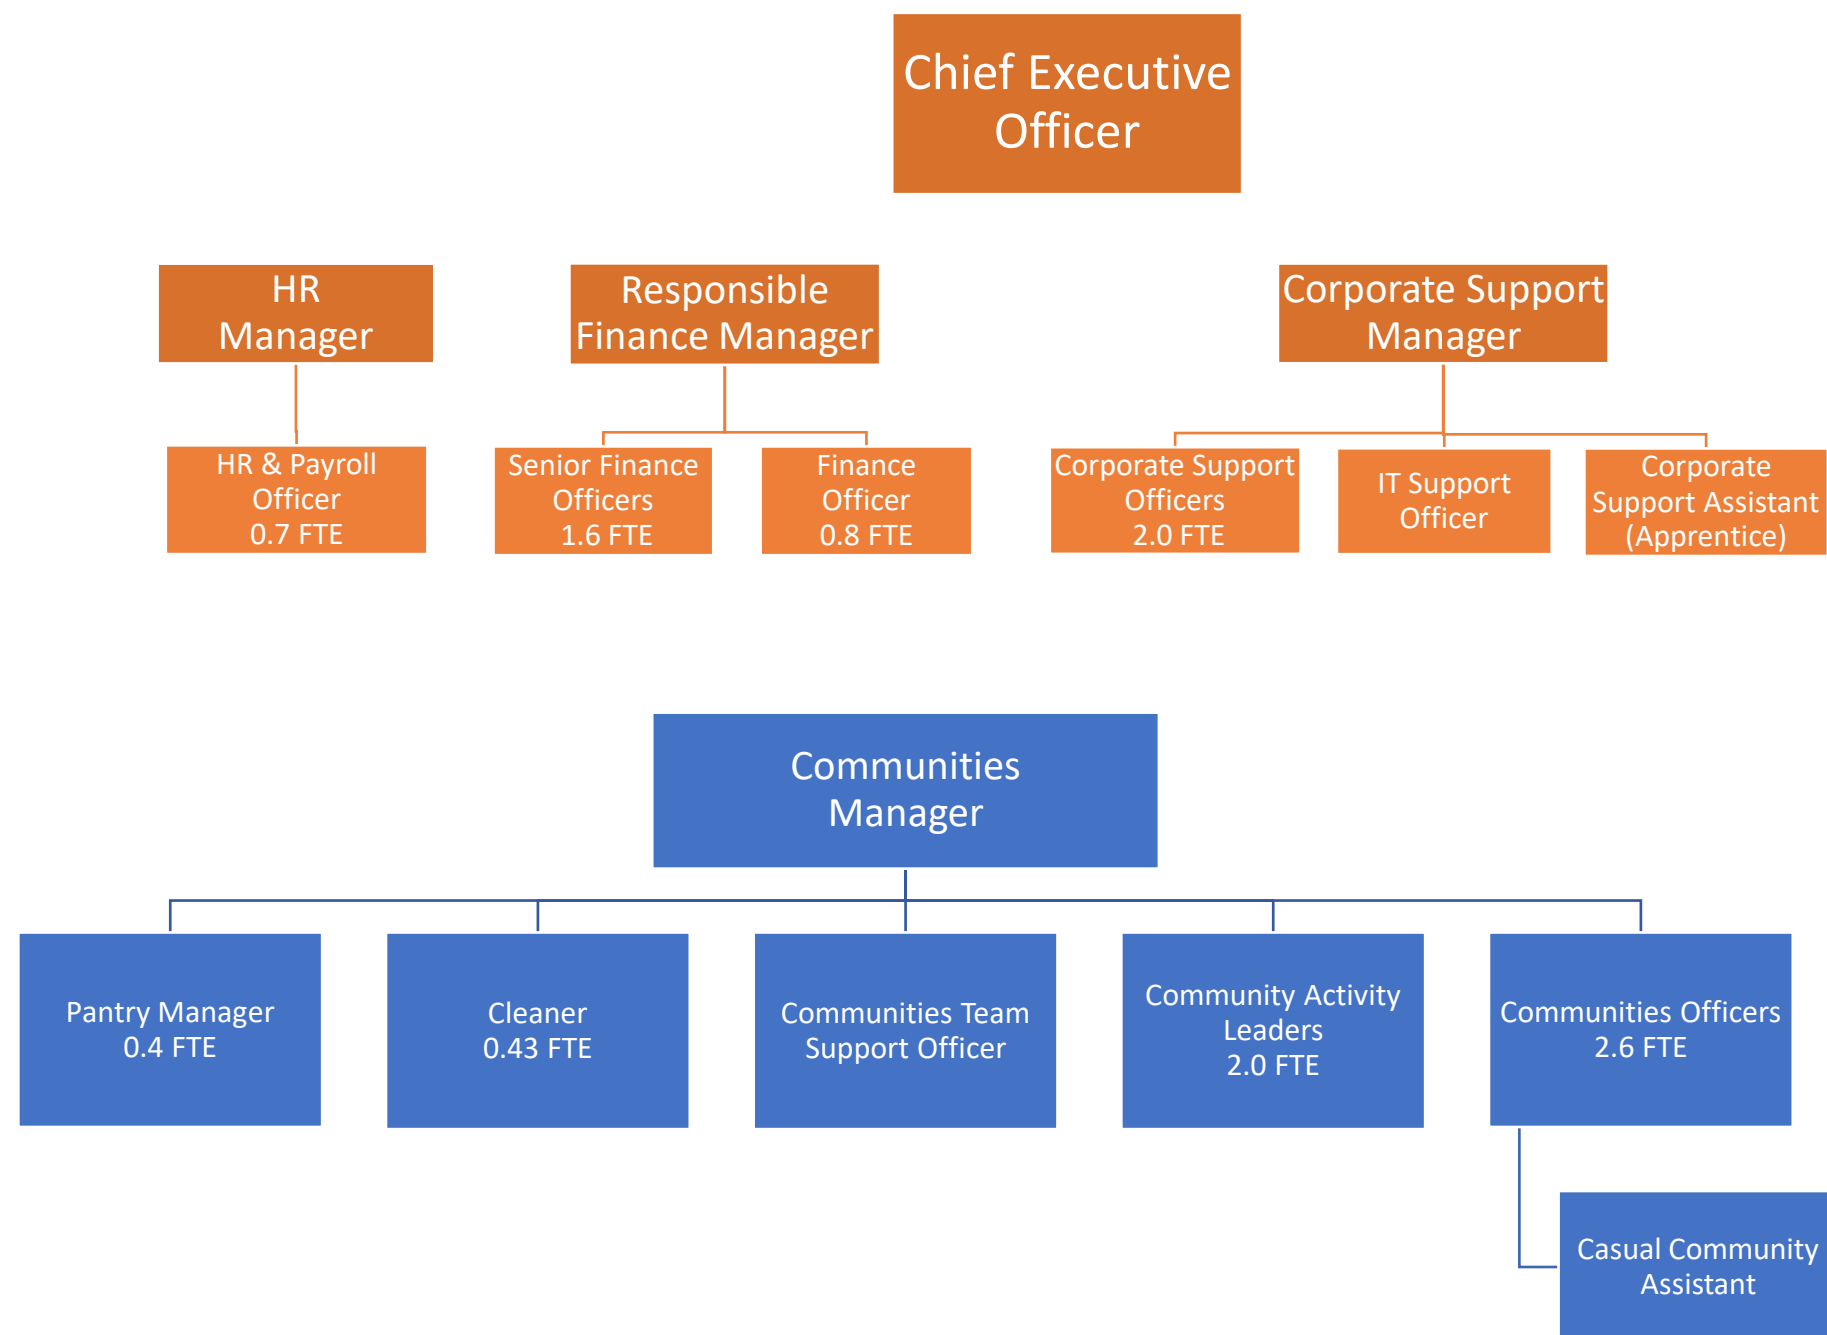 Chief Executive
Officer
HR
Manager
Responsible
Finance Manager
Corporate Support
Manager
HR & Payroll
Officer
0.7 FTE
Senior Finance
Officers
1.6 FTE
Finance
Officer
0.8 FTE
Corporate Support
Officers
2.0 FTE
IT Support
Officer
Corporate
Support Assistant
(Apprentice)
Communities
Manager
Pantry Manager
0.4 FTE
Cleaner
0.43 FTE
Communities Team
Support Officer
Community Activity
Leaders
2.0 FTE
Communities Officers
2.6 FTE
Casual Community
Assistant